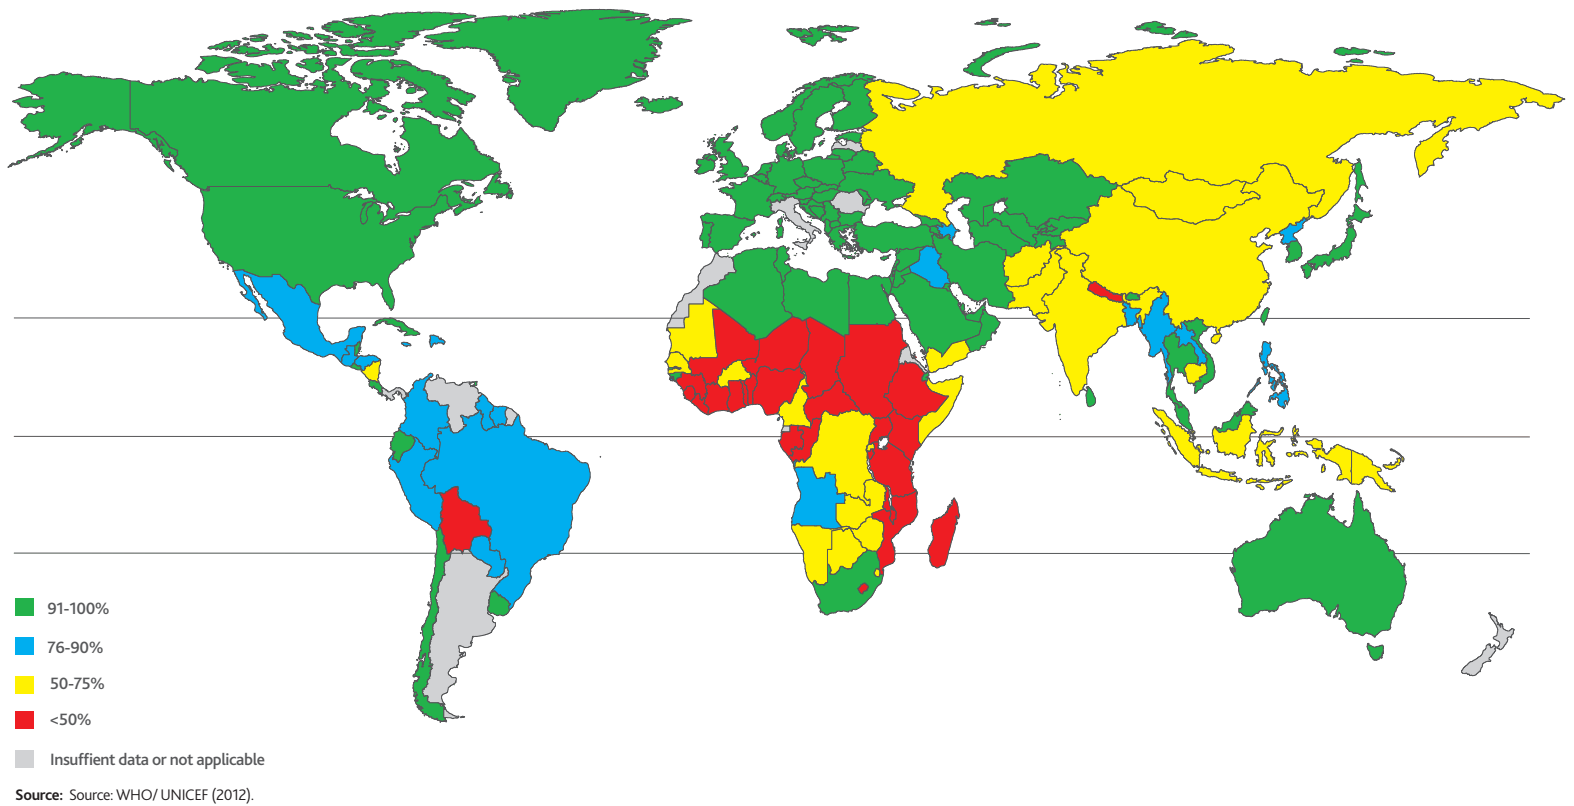 91-100%
76-90%
50-75%
<50%
Insuffient data or not applicable
Source: Source: WHO/ UNICEF (2012).